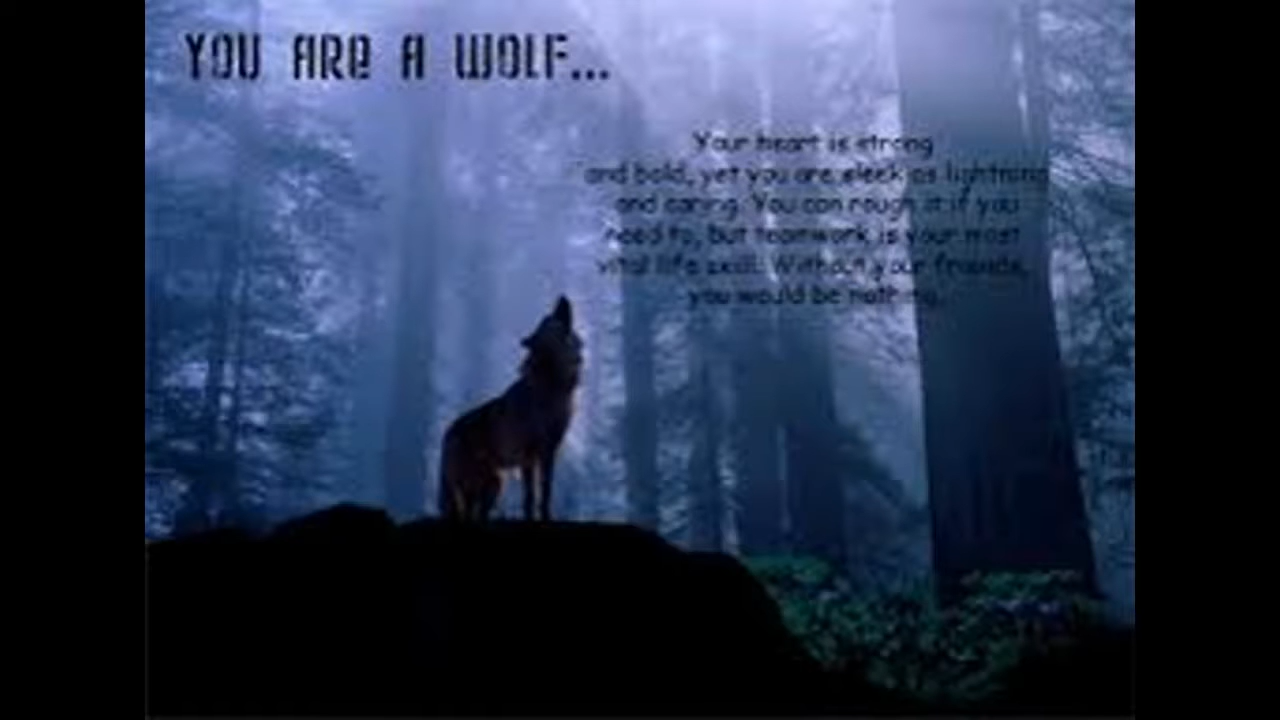 YOU ARE A WOLF...
Your heart is strong
and bold, yet you are sleek as lightning
and caring. You can rough it if you
need to, but teamwork is your most
vital life skill. Without your friends,
you would be nothing.